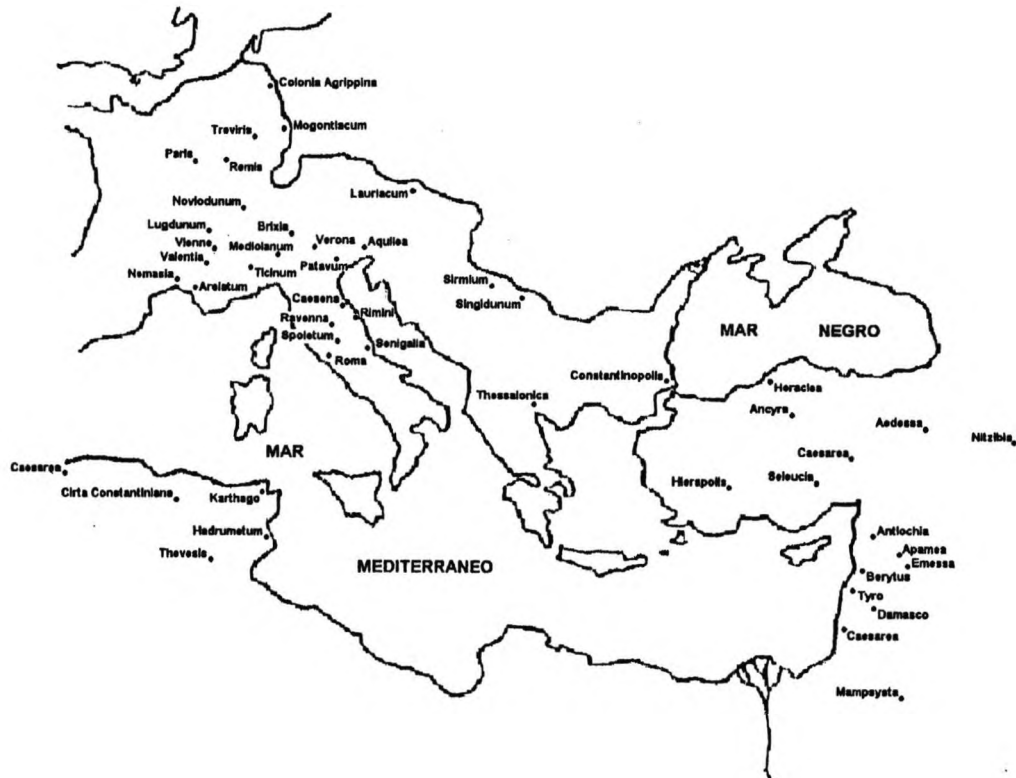 Colonia Agrippina
Mogontiacum
Treviris
Paris
Remis
Lauriacum
Noviodunum
Lugdunum
Brixia
Vienne
Verona
Aquilea
Mediolanum
Valentia
Patavum
Ticinum
Nemasia
Arelatum
Sirmium
Singidunum
Caesena
Rimini
Ravenna
Spoletum
Senigalia
Roma
MAR NEGRO
Constantinopolis
Heraclea
Thessalonica
Ancyra
Aedessa
Nitzibia
MAR
Caesarea
Caesarea
Cirta Constantiniana
Karthago
Hierapolis
Seleucia
Hadrumetum
Antiochia
Thevesis
Apamea
MEDITERRANEO
Emessa
Berytus
Tyro
Damasco
Caesarea
Mampsysta